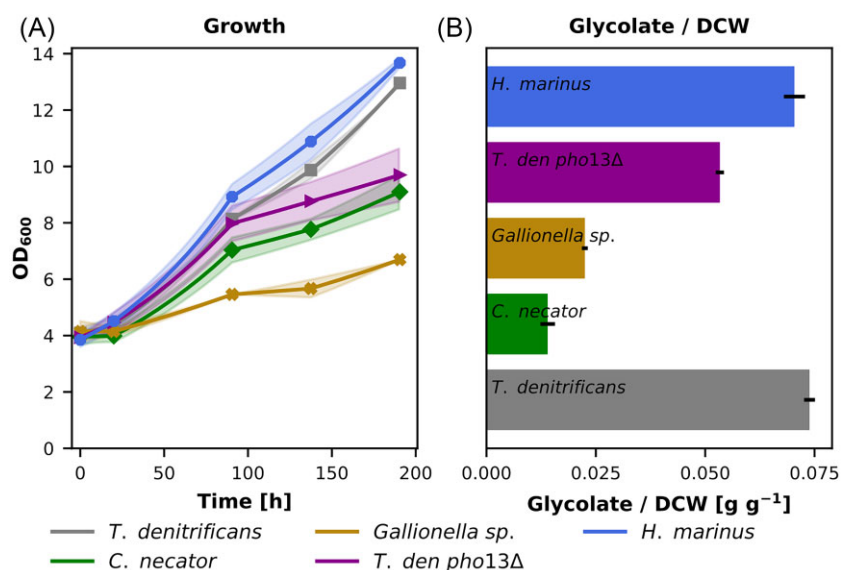 (A) Growth
(B) Glycolate / DCW
14
12
10
8
6
4
2
0
OD600
0 50 100 150 200
Time [h]
H. marinus
T. den pho13Δ
Gallionella sp.
C. necator
T. denitrificans
0.000 0.025 0.050 0.075
Glycolate / DCW [g g⁻¹]
T. denitrificans Gallionella sp. H. marinus
C. necator T. den pho13Δ